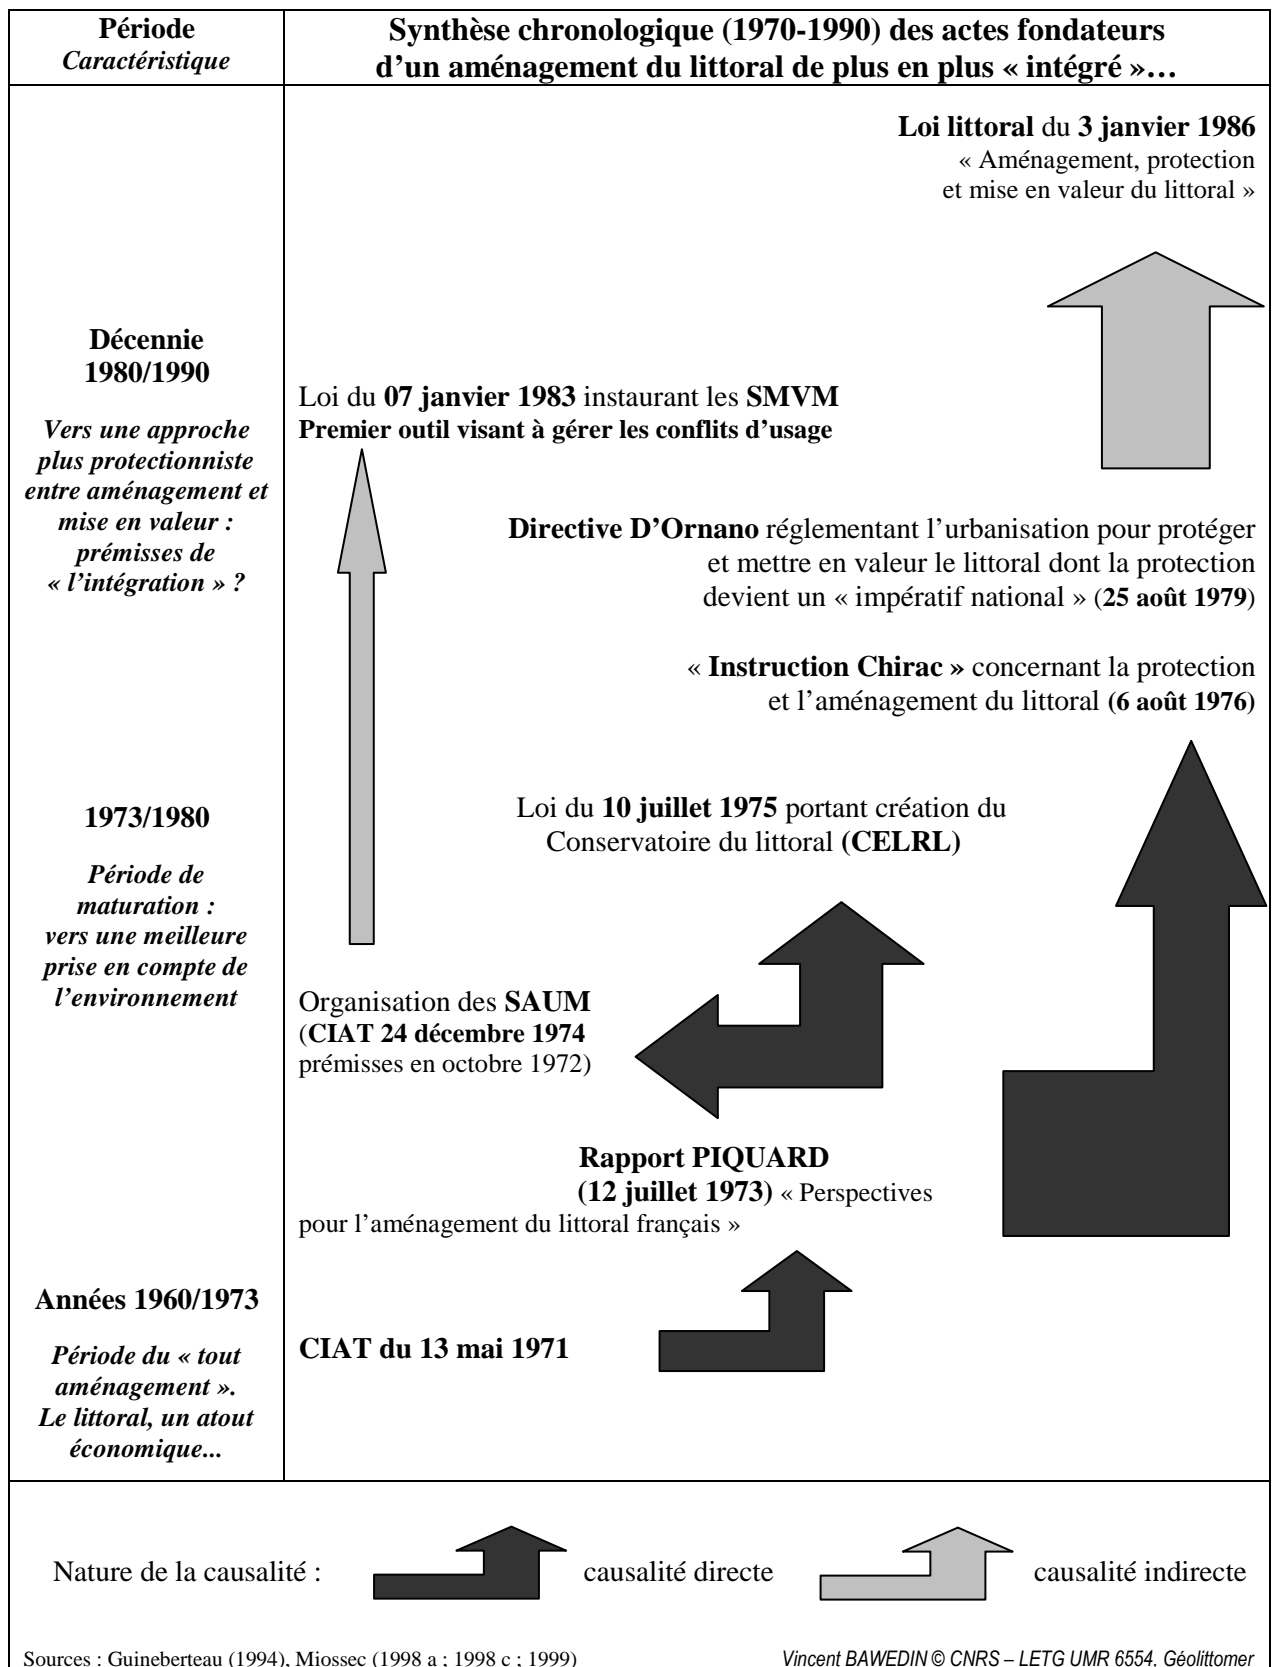 Période
Caractéristique
Synthèse chronologique (1970-1990) des actes fondateurs
d'un aménagement du littoral de plus en plus « intégré »…
Loi littoral du 3 janvier 1986
« Aménagement, protection
et mise en valeur du littoral »
Décennie
1980/1990
Vers une approche
plus protectionniste
entre aménagement et
mise en valeur :
prémisses de
« l'intégration » ?
Loi du 07 janvier 1983 instaurant les SMVM
Premier outil visant à gérer les conflits d'usage
Directive D'Ornano réglementant l'urbanisation pour protéger
et mettre en valeur le littoral dont la protection
devient un « impératif national » (25 août 1979)
« Instruction Chirac » concernant la protection
et l'aménagement du littoral (6 août 1976)
1973/1980
Période de
maturation :
vers une meilleure
prise en compte de
l'environnement
Loi du 10 juillet 1975 portant création du
Conservatoire du littoral (CELRL)
Organisation des SAUM
(CIAT 24 décembre 1974
prémisses en octobre 1972)
Rapport PIQUARD
(12 juillet 1973) « Perspectives
pour l'aménagement du littoral français »
Années 1960/1973
Période du « tout
aménagement ».
Le littoral, un atout
économique...
CIAT du 13 mai 1971
Nature de la causalité :
causalité directe
causalité indirecte
Sources : Guineberteau (1994), Miossec (1998 a ; 1998 c ; 1999)
Vincent BAWEDIN © CNRS – LETG UMR 6554, Géolittomer